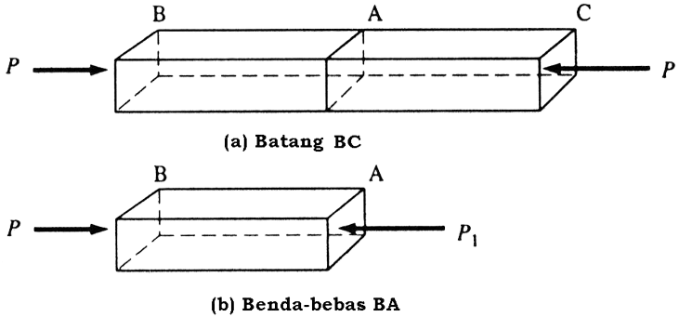 B A C
P P
(a) Batang BC
B A
P P1
(b) Benda-bebas BA